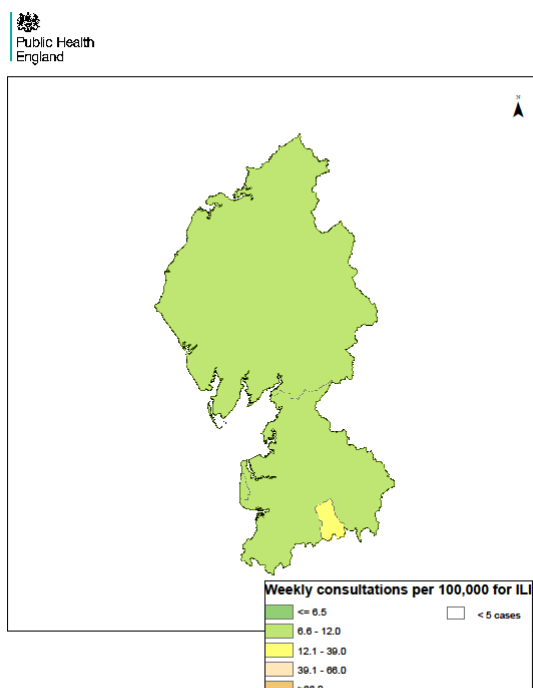 Public Health
England
N
Weekly consultations per 100,000 for ILI
<= 6.5
< 5 cases
6.6 - 12.0
12.1 - 39.0
39.1 - 66.0